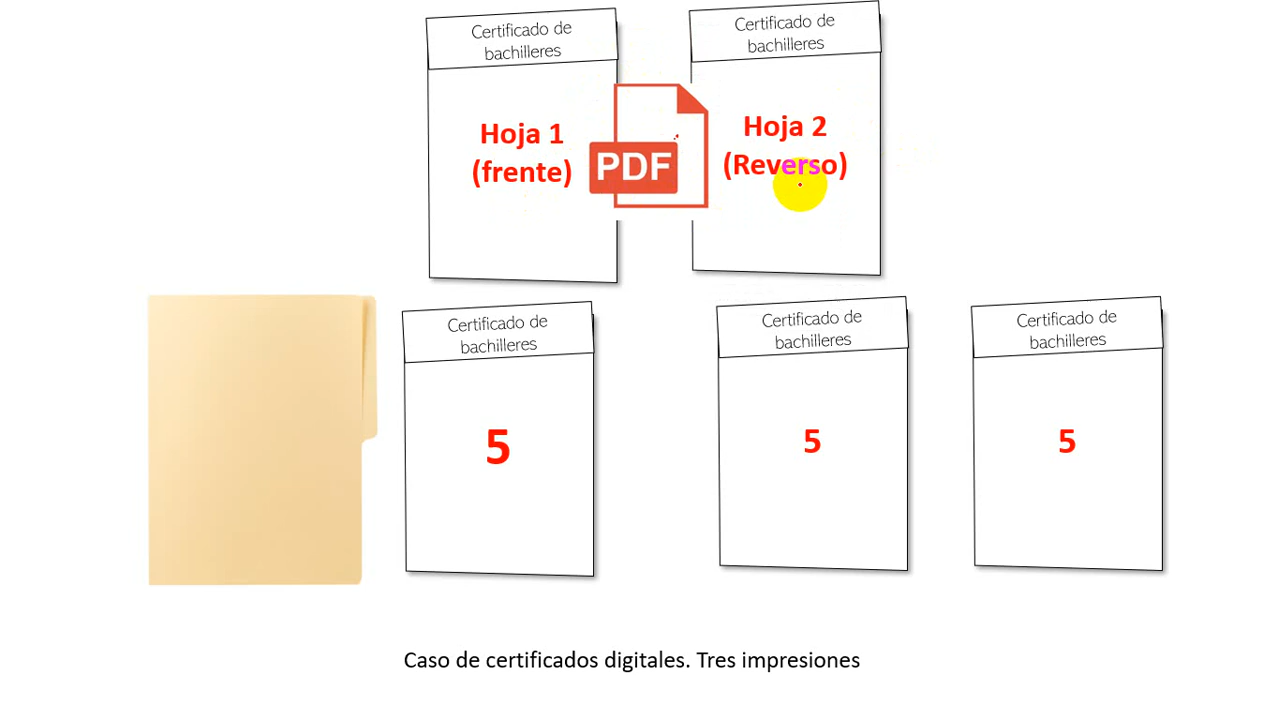 Certificado de
bachilleres
Hoja 1
(frente)
PDF
Certificado de
bachilleres
Hoja 2
(Reverso)
Certificado de
bachilleres
5
Certificado de
bachilleres
5
Certificado de
bachilleres
5
Caso de certificados digitales. Tres impresiones